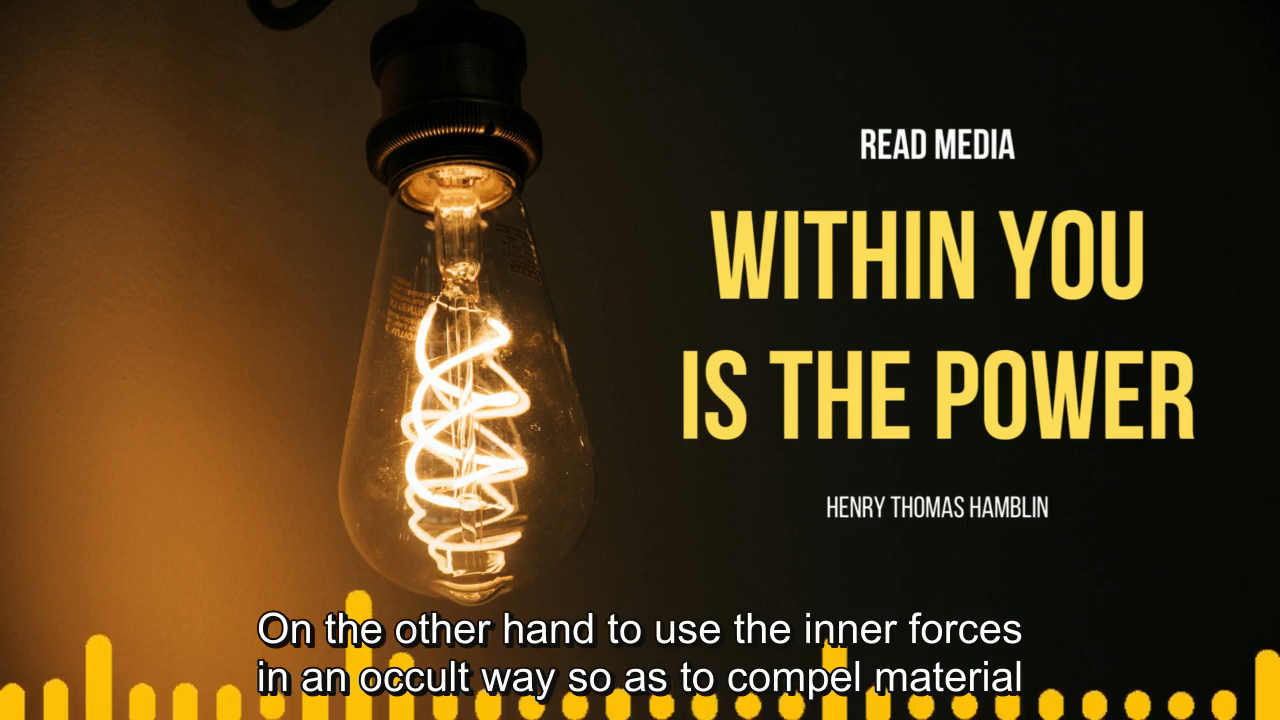 READ MEDIA
WITHIN YOU
IS THE POWER
HENRY THOMAS HAMBLIN
On the other hand to use the inner forces
in an occult way so as to compel material